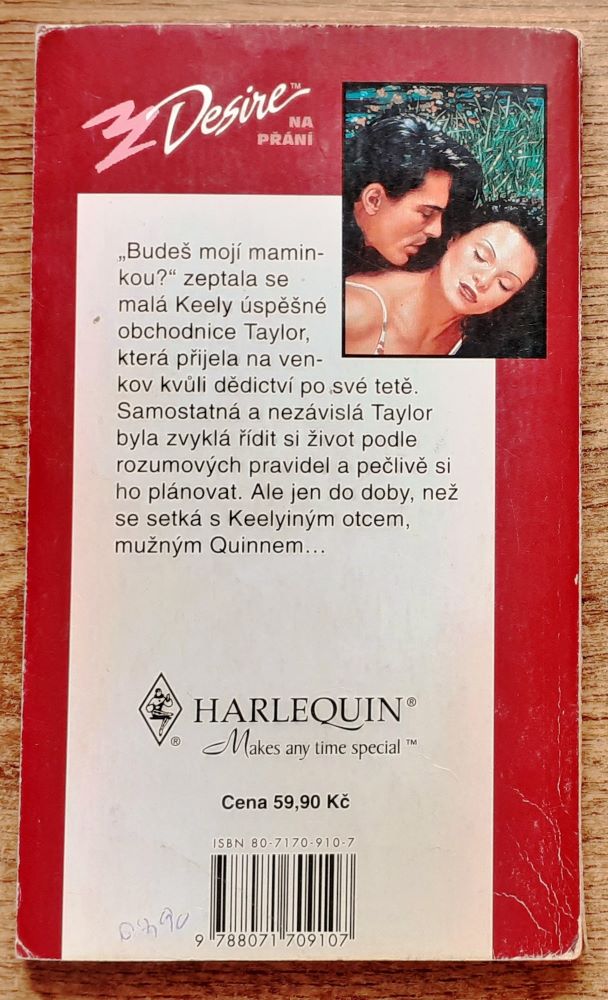 Desire™
NA
PŘÁNÍ
„Budeš mojí mamin-
kou?“ zeptala se
malá Keely úspěšné
obchodnice Taylor,
která přijela na ven-
kov kvůli dědictví po své tetě.
Samostatná a nezávislá Taylor
byla zvyklá řídit si život podle
rozumových pravidel a pečlivě si
ho plánovat. Ale jen do doby, než
se setká s Keelyiným otcem,
mužným Quinnem...
HARLEQUIN®
®
Makes any time special™
Cena 59,90 Kč
ISBN 80-7170-910-7
9 788071 709107